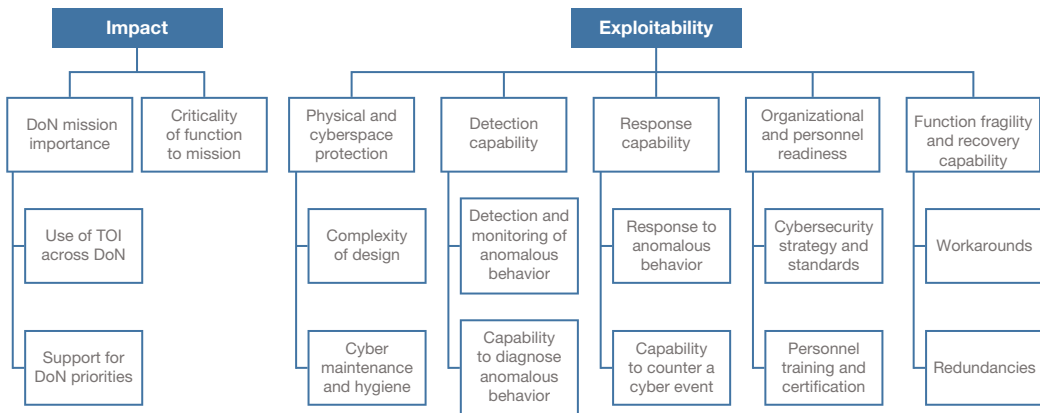 Impact
Exploitability
DoN mission
importance
Criticality
of function
to mission
Physical and
cyberspace
protection
Detection
capability
Response
capability
Organizational
and personnel
readiness
Function fragility
and recovery
capability
Use of TOI
across DoN
Complexity
of design
Detection and
monitoring of
anomalous
behavior
Response to
anomalous
behavior
Cybersecurity
strategy and
standards
Workarounds
Support for
DoN priorities
Cyber
maintenance
and hygiene
Capability
to diagnose
anomalous
behavior
Capability
to counter a
cyber event
Personnel
training and
certification
Redundancies